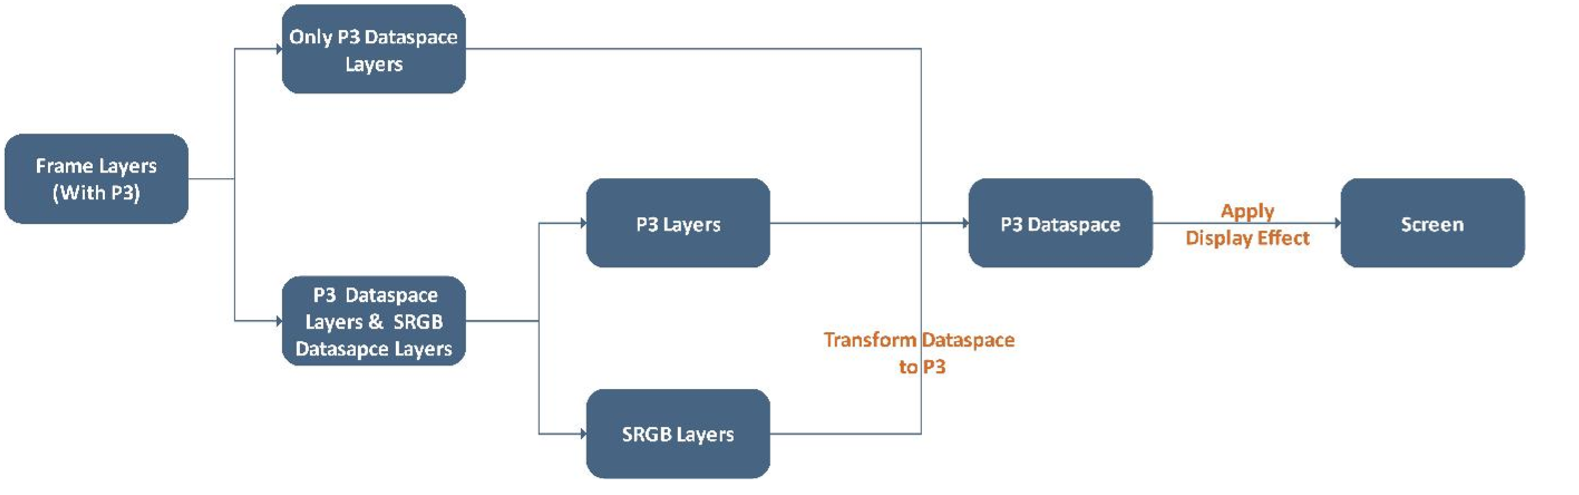 Only P3 Dataspace
Layers
Frame Layers
(With P3)
P3 Layers
P3 Dataspace
Apply
Display Effect
Screen
P3 Dataspace
Layers & SRGB
Datasapce Layers
Transform Dataspace
to P3
SRGB Layers